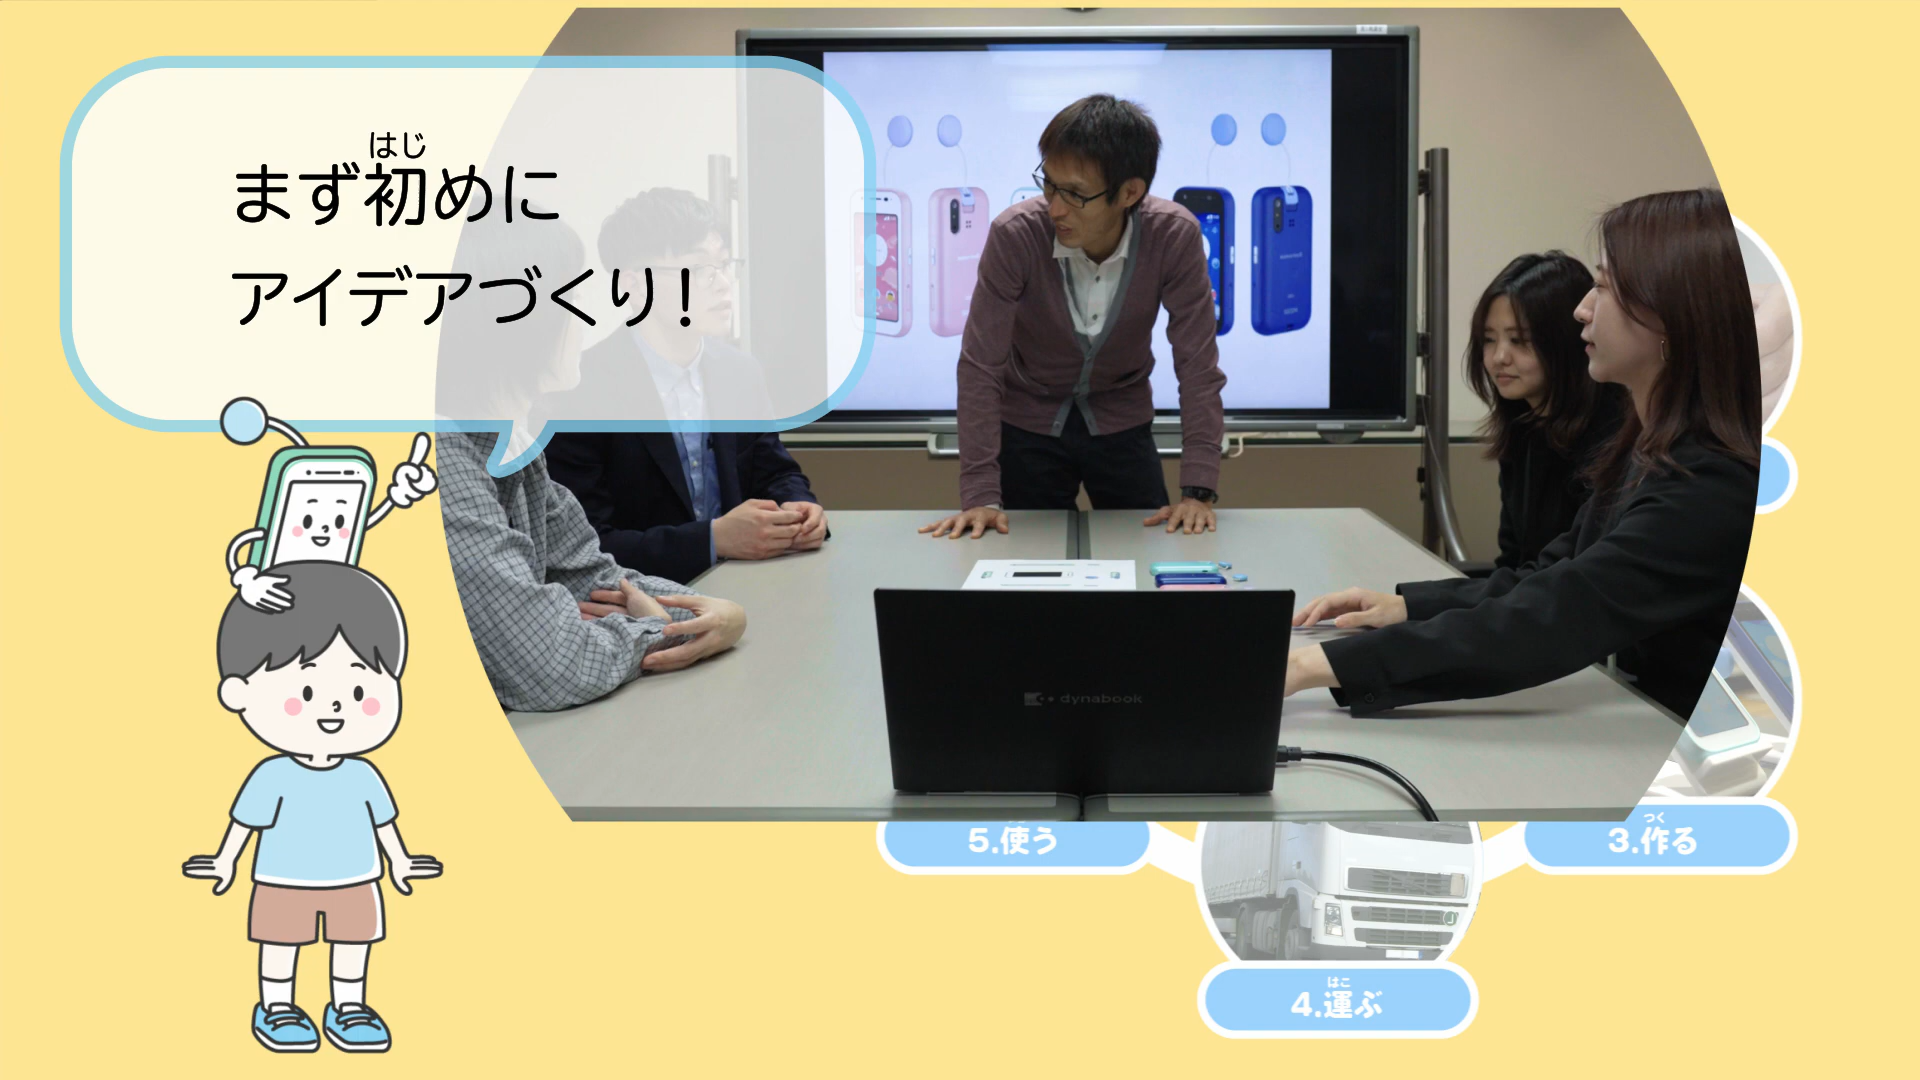 はじ
まず初めに
アイデアづくり!
dynabook
5.使う
つく
3.作る
はこ
4.運ぶ